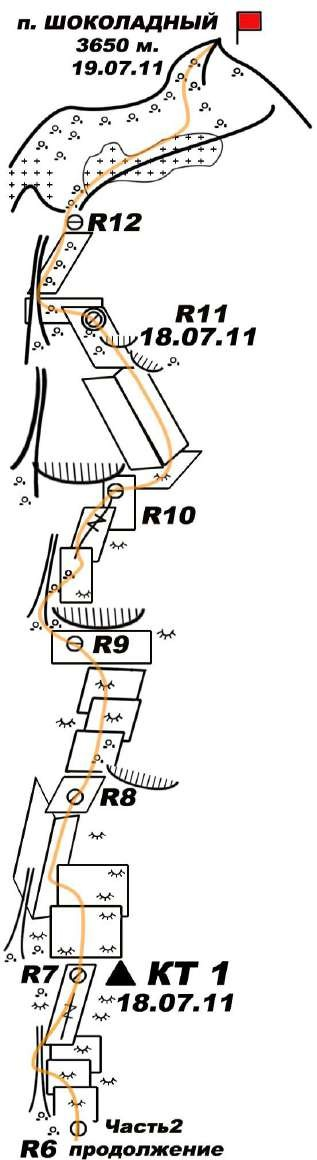 п. ШОКОЛАДНЫЙ
3650 м.
19.07.11
R12
R11
18.07.11
R10
R9
R8
R7 КТ 1
18.07.11
Часть2
R6 продолжение